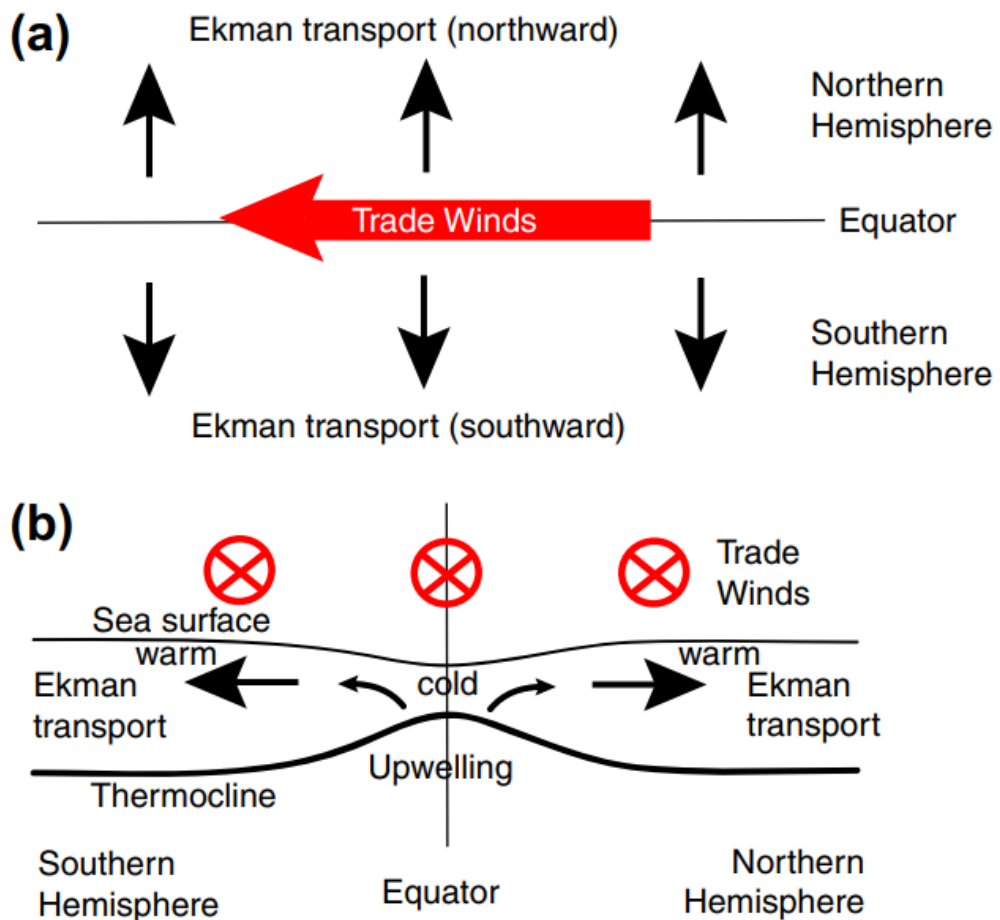 (a)
Ekman transport (northward)
Northern
Hemisphere
Trade Winds
Equator
Southern
Hemisphere
Ekman transport (southward)
(b)
Trade
Winds
Sea surface
warm
warm
Ekman
transport
cold
Ekman
transport
Upwelling
Thermocline
Southern
Hemisphere
Equator
Northern
Hemisphere